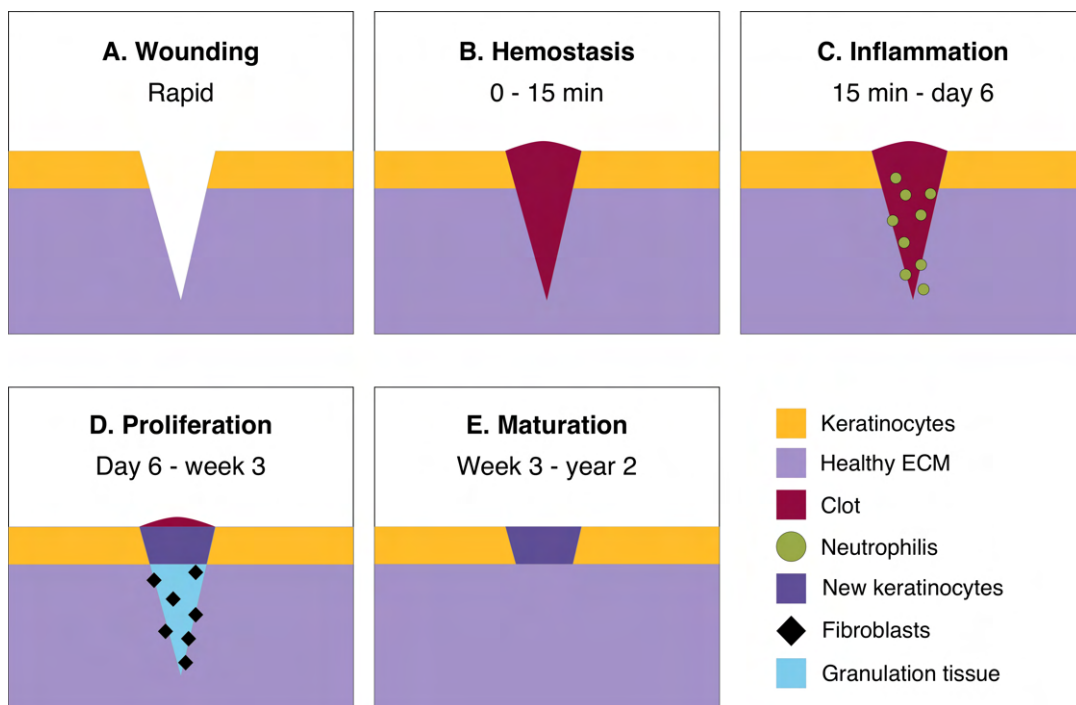 A. Wounding
Rapid
B. Hemostasis
0 - 15 min
C. Inflammation
15 min - day 6
D. Proliferation
Day 6 - week 3
E. Maturation
Week 3 - year 2
Keratinocytes
Healthy ECM
Clot
Neutrophilis
New keratinocytes
Fibroblasts
Granulation tissue